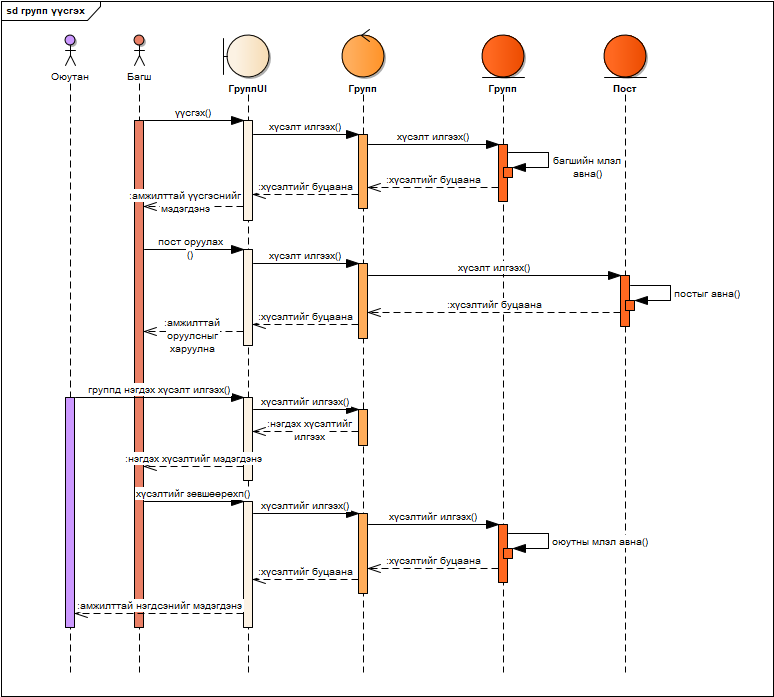 sd групп үүсгэх
Оюутан
Багш
ГруппUI
Групп
Групп
Пост
үүсгэх()
хүсэлт илгээх()
хүсэлт илгээх()
багшийн млэл
авна()
:хүсэлтийг буцаана
:хүсэлтийг буцаана
:амжилттай үүсгэснийг
мэдэгдэнэ
пост оруулах
()
хүсэлт илгээх()
хүсэлт илгээх()
постыг авна()
:хүсэлтийг буцаана
:хүсэлтийг буцаана
:амжилттай
оруулсныг
харуулна
группд нэгдэх хүсэлт илгээх()
хүсэлтийг илгээх()
:нэгдэх хүсэлтийг
илгээх
:нэгдэх хүсэлтийг мэдэгдэнэ
хүсэлтийг зөвшөөрөхп()
хүсэлтийг илгээх()
хүсэлтийг илгээх()
оюутны млэл авна()
:хүсэлтийг буцаана
:хүсэлтийг буцаана
:амжилттай нэгдсэнийг мэдэгдэнэ